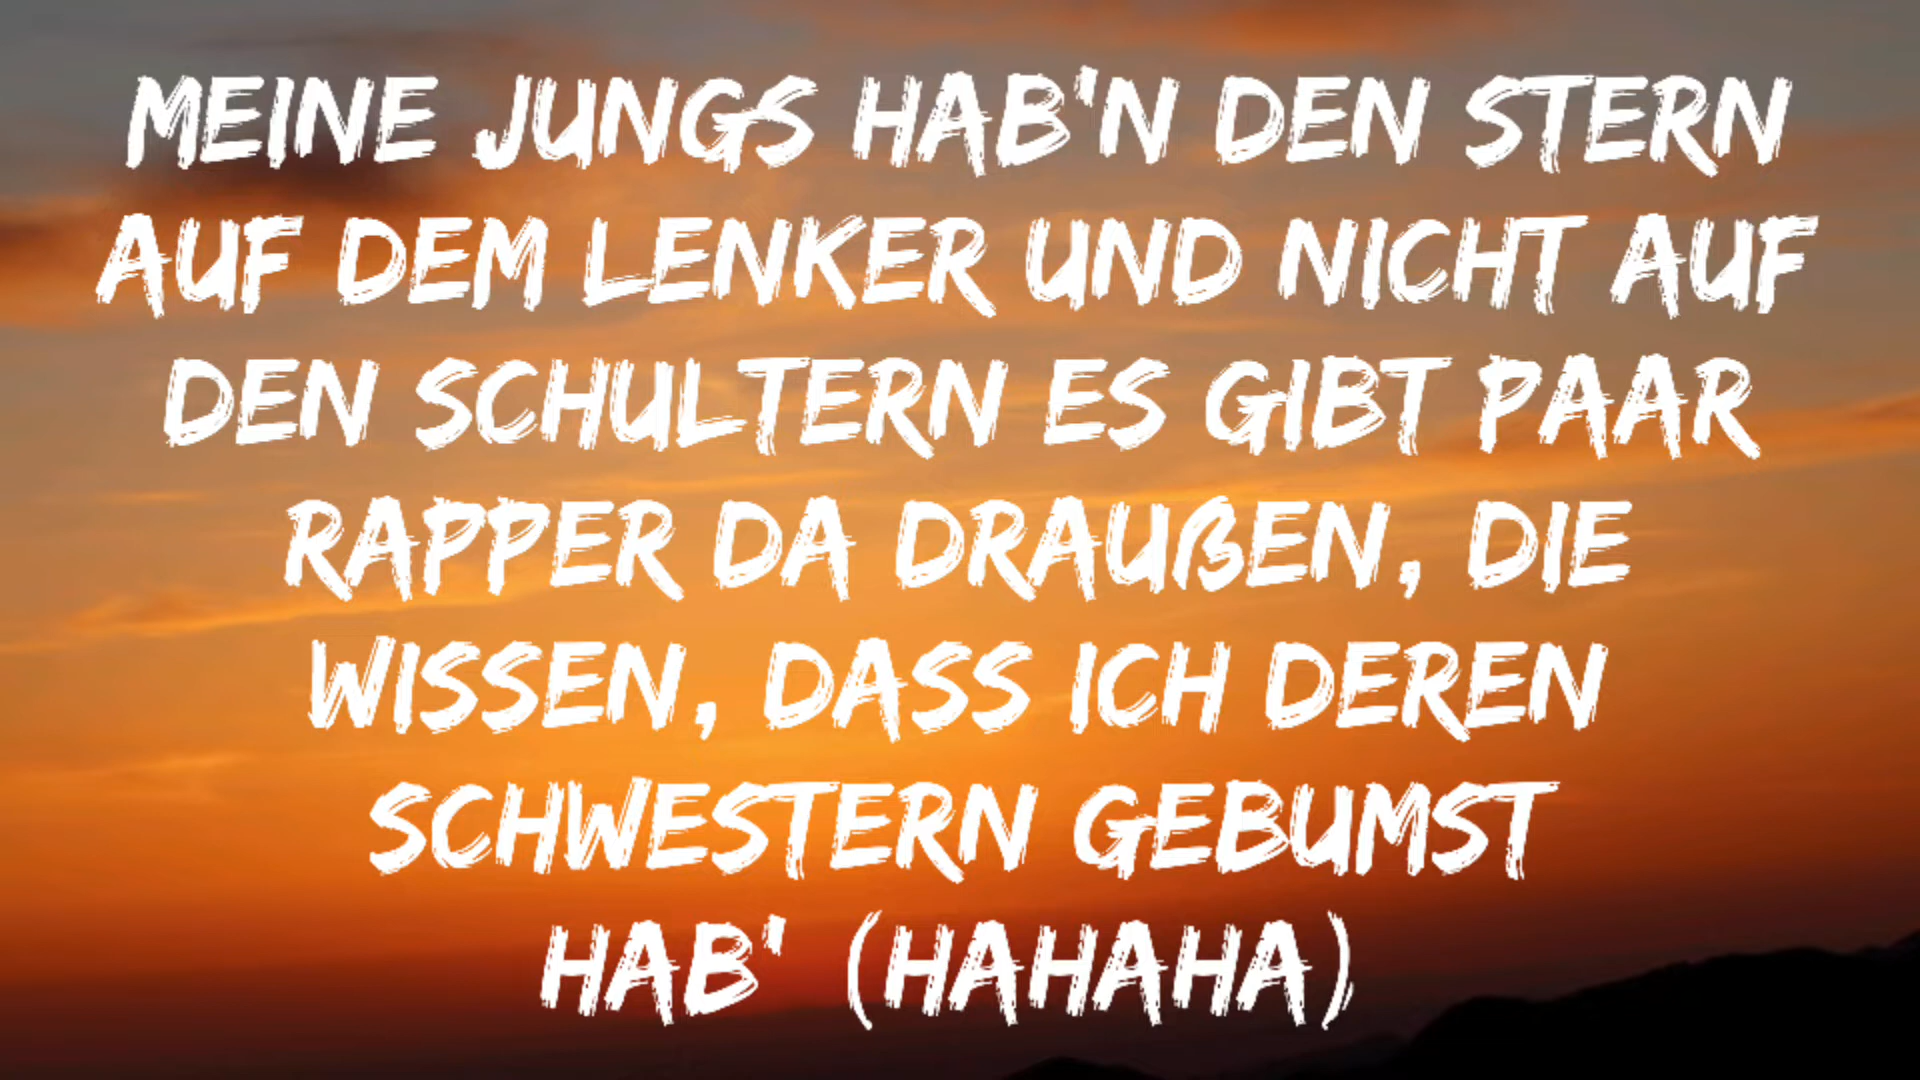 MEINE JUNGS HAB'N DEN STERN
AUF DEM LENKER UND NICHT AUF
DEN SCHULTERN ES GIBT PAAR
RAPPER DA DRAUßEN, DIE
WISSEN, DASS ICH DEREN
SCHWESTERN GEBUMST
HAB' (HAHAHA)